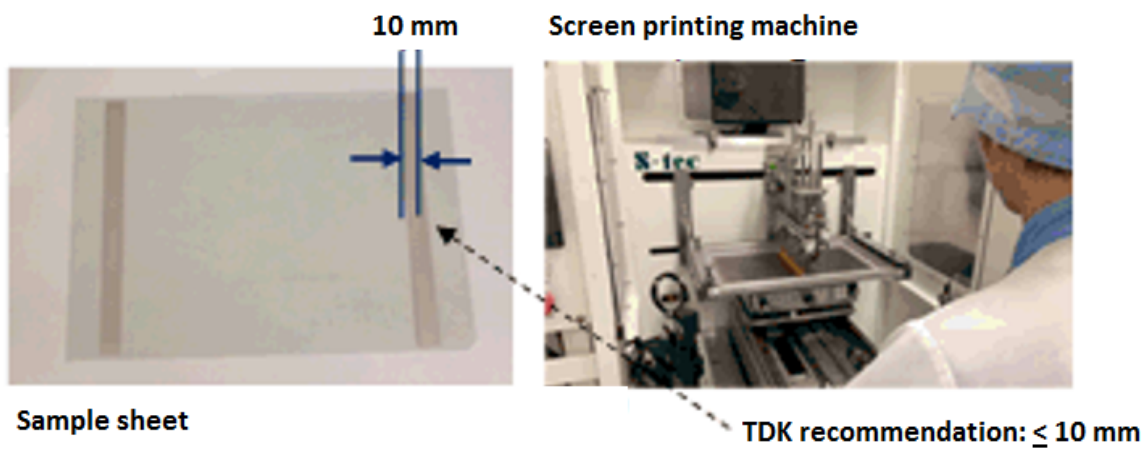 10 mm
Screen printing machine
S-tec
Sample sheet
TDK recommendation: ≤ 10 mm